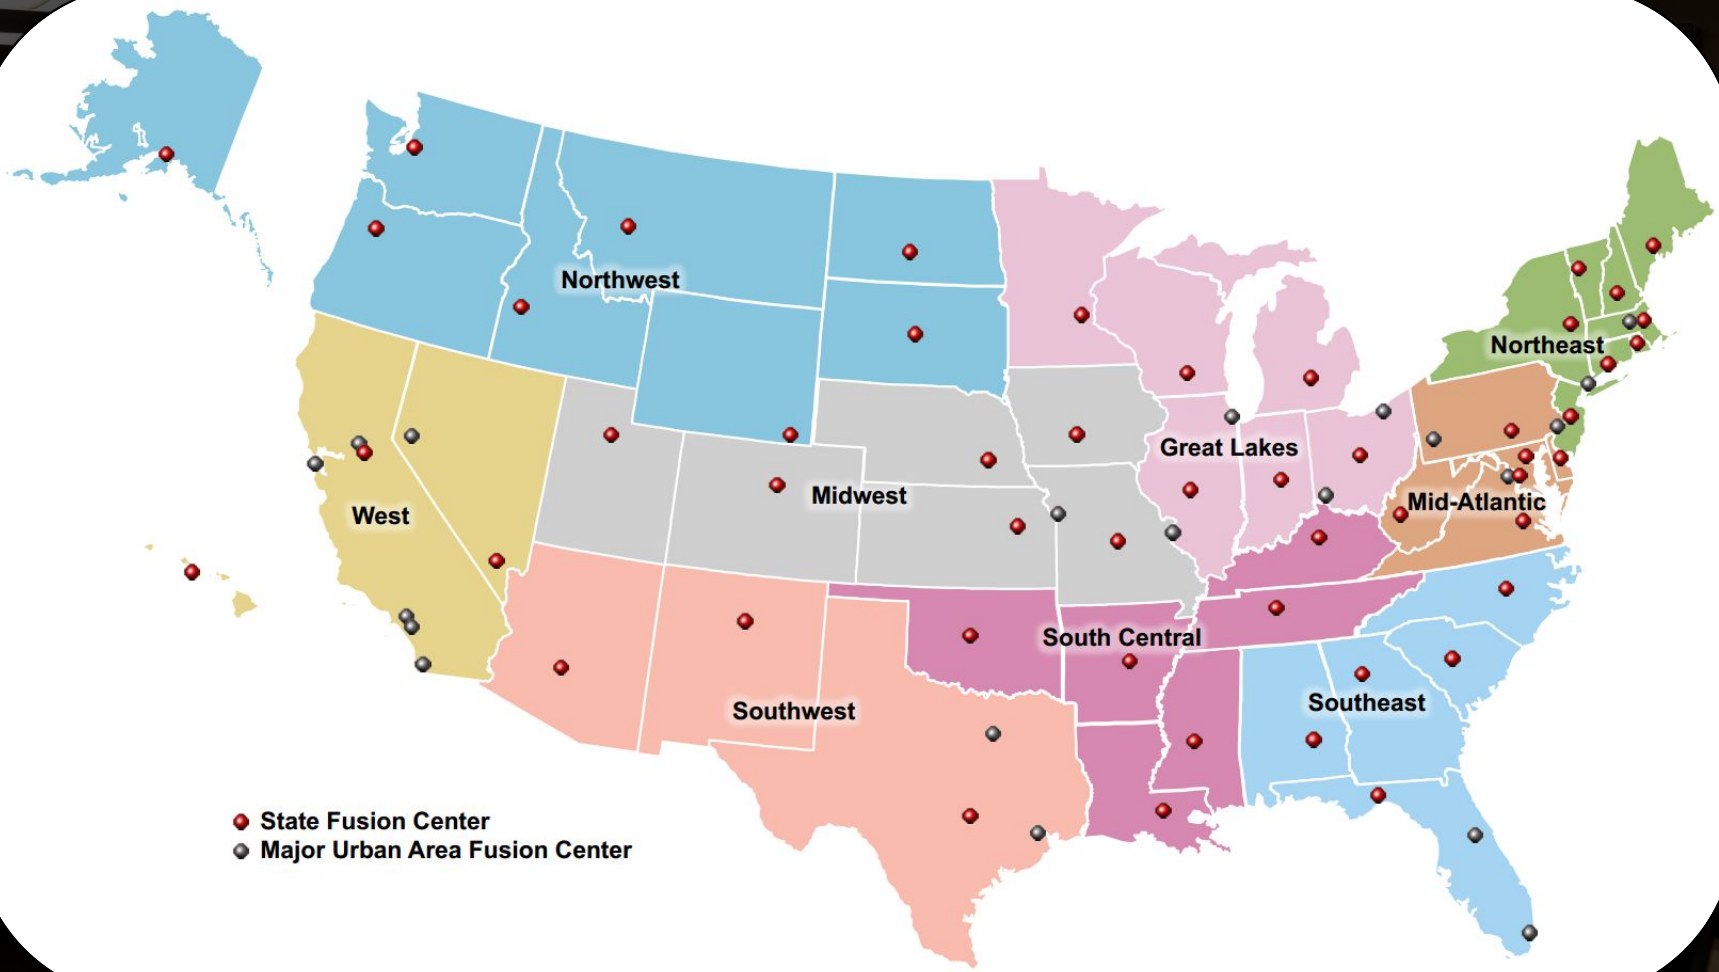 Northwest
Northeast
Great Lakes
Midwest
Mid-Atlantic
West
South Central
Southeast
Southwest
State Fusion Center
Major Urban Area Fusion Center